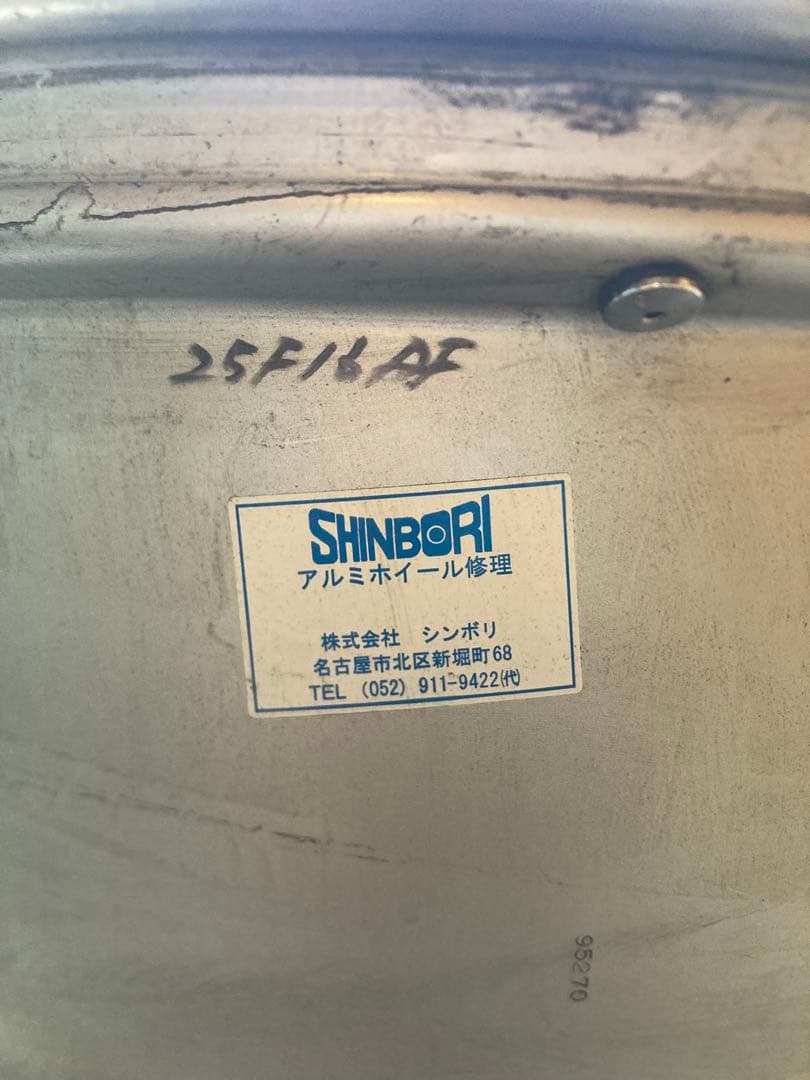 25F16AF
SHINBORI
アルミホイール修理
株式会社 シンボリ
名古屋市北区新堀町68
TEL (052) 911-9422㈹
95270